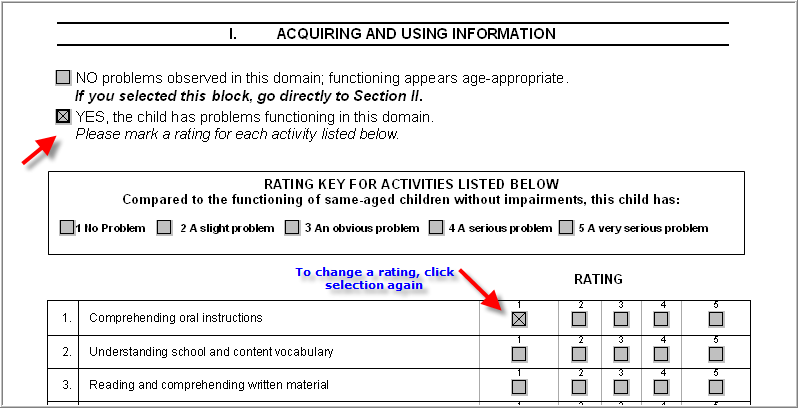 I. ACQUIRING AND USING INFORMATION
NO problems observed in this domain; functioning appears age-appropriate.
If you selected this block, go directly to Section II.
YES, the child has problems functioning in this domain.
Please mark a rating for each activity listed below.
RATING KEY FOR ACTIVITIES LISTED BELOW
Compared to the functioning of same-aged children without impairments, this child has:
1 No Problem 2 A slight problem 3 An obvious problem 4 A serious problem 5 A very serious problem
To change a rating, click
selection again
RATING
1 2 3 4 5
1. Comprehending oral instructions
1 2 3 4 5
2. Understanding school and content vocabulary
1 2 3 4 5
3. Reading and comprehending written material